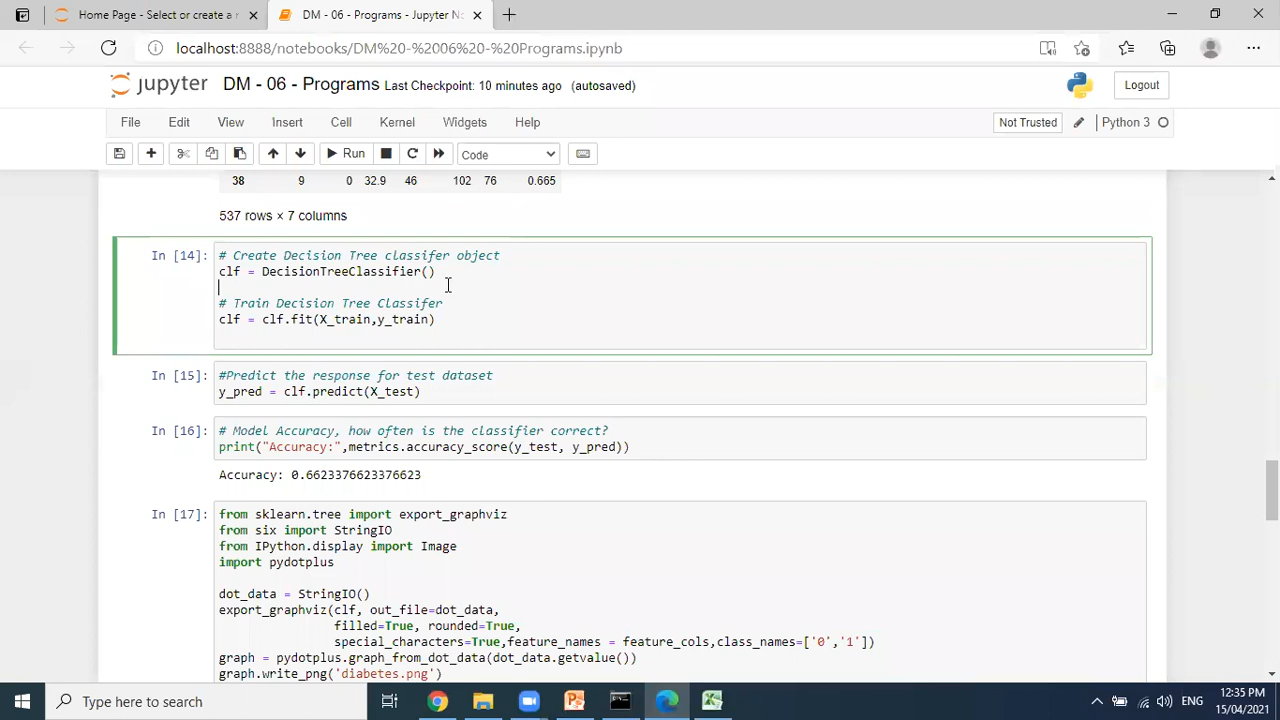 Home Page - Select or create a n
DM - 06 - Programs - Jupyter No
localhost:8888/notebooks/DM%20-%2006%20-%20Programs.ipynb
jupyter DM - 06 - Programs Last Checkpoint: 10 minutes ago (autosaved)
Logout
File Edit View Insert Cell Kernel Widgets Help
Not Trusted
Python 3
Run
Code
38 9 0 32.9 46 102 76 0.665
537 rows × 7 columns
In [14]: # Create Decision Tree classifer object
clf = DecisionTreeClassifier()
# Train Decision Tree Classifer
clf = clf.fit(X_train,y_train)
In [15]: #Predict the response for test dataset
y_pred = clf.predict(X_test)
In [16]: # Model Accuracy, how often is the classifier correct?
print("Accuracy:",metrics.accuracy_score(y_test, y_pred))
Accuracy: 0.6623376623376623
In [17]: from sklearn.tree import export_graphviz
from six import StringIO
from IPython.display import Image
import pydotplus
dot_data = StringIO()
export_graphviz(clf, out_file=dot_data,
filled=True, rounded=True,
special_characters=True,feature_names = feature_cols,class_names=['0','1'])
graph = pydotplus.graph_from_dot_data(dot_data.getvalue())
graph.write_png('diabetes.png')
Type here to search
ENG
12:35 PM
15/04/2021